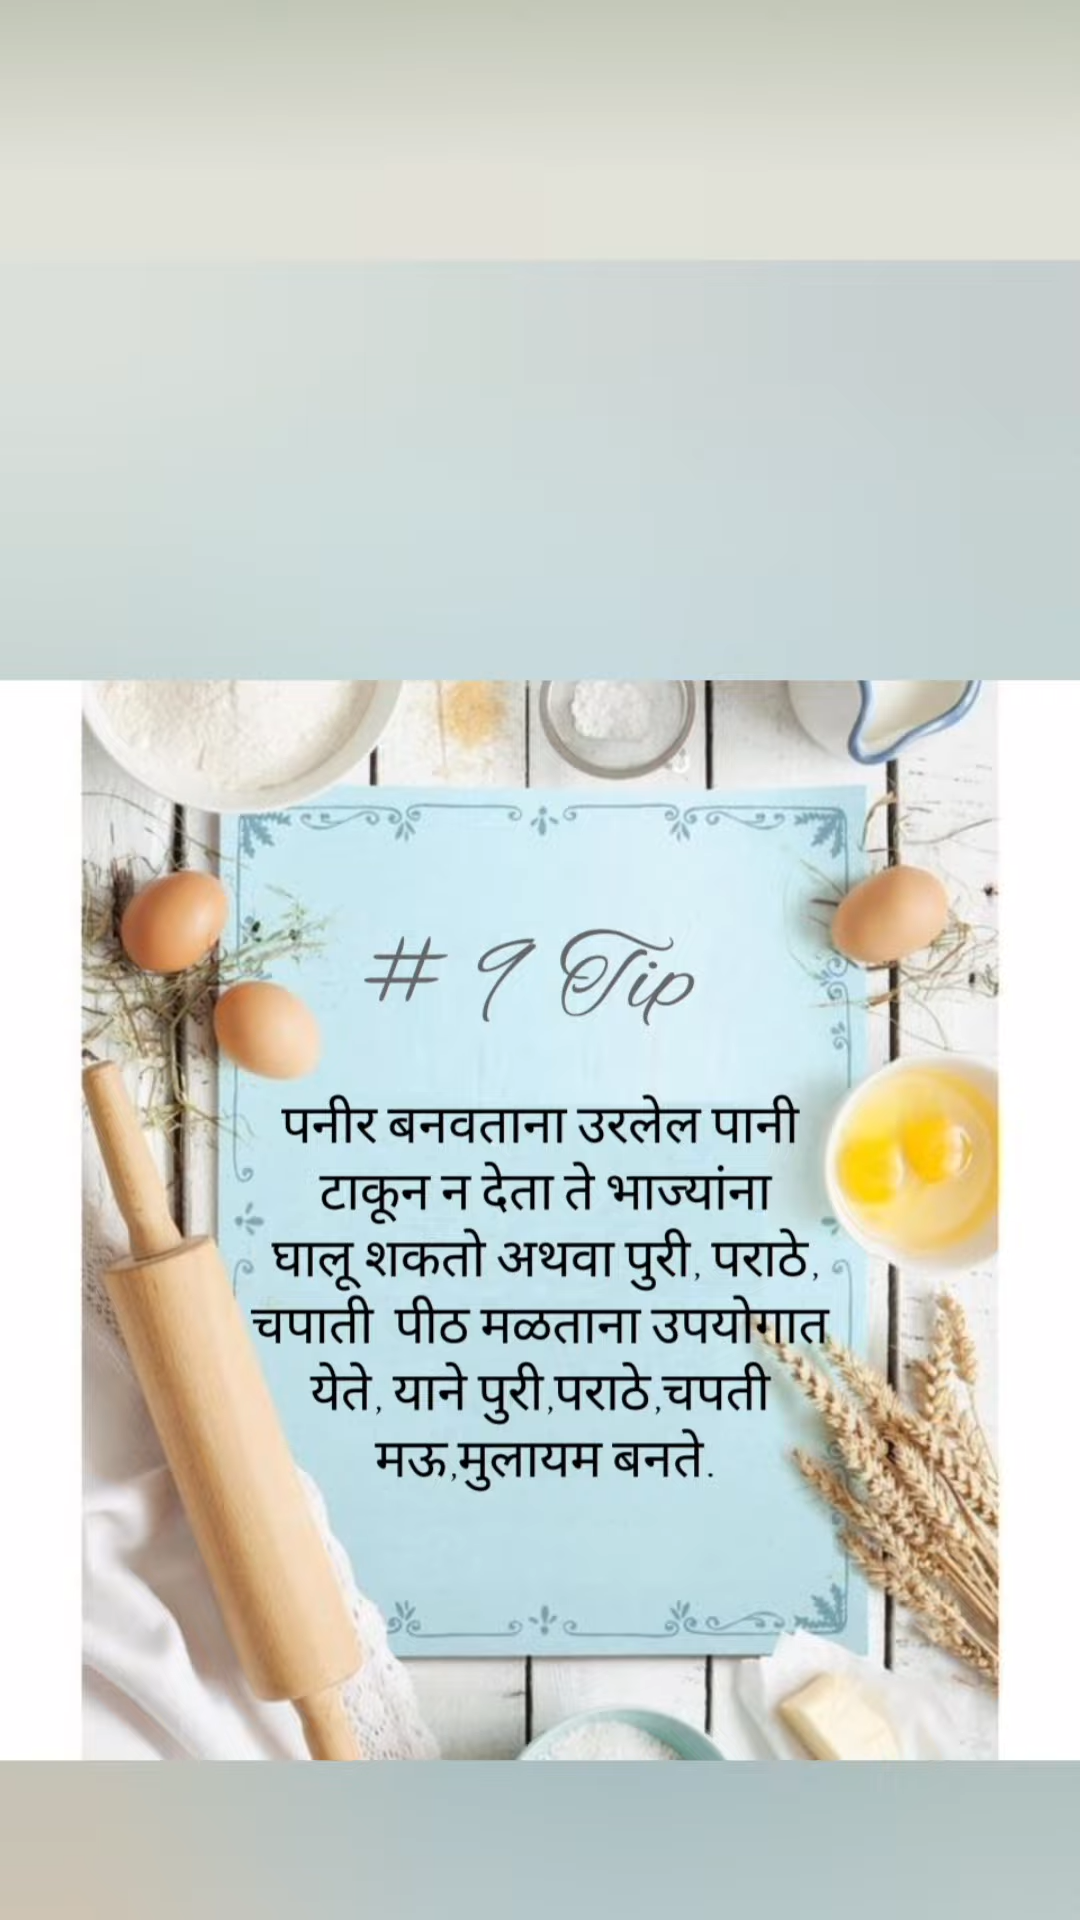 # 9 Tip
पनीर बनवताना उरलेल पानी
टाकून न देता ते भाज्यांना
घालू शकतो अथवा पुरी, पराठे,
चपाती पीठ मळताना उपयोगात
येते, याने पुरी,पराठे,चपती
मऊ,मुलायम बनते.